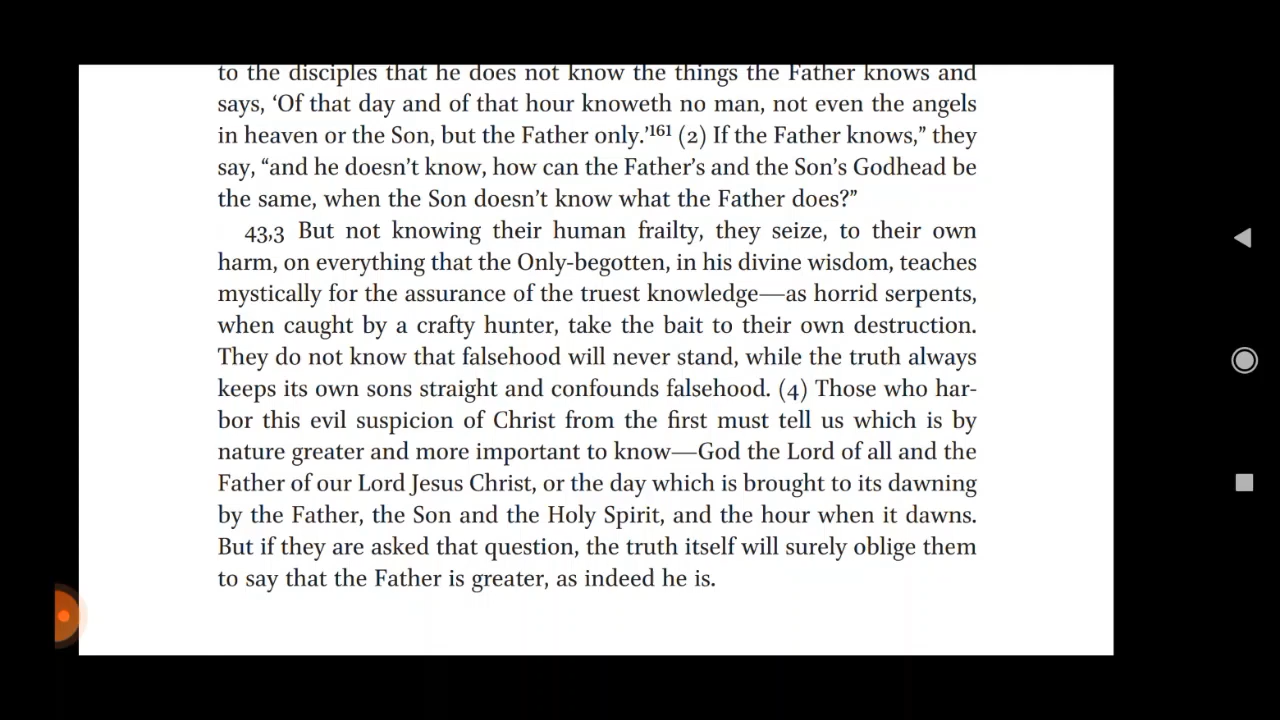 to the disciples that he does not know the things the Father knows and
says, ‘Of that day and of that hour knoweth no man, not even the angels
in heaven or the Son, but the Father only.’¹⁶¹ (2) If the Father knows,” they
say, “and he doesn’t know, how can the Father’s and the Son’s Godhead be
the same, when the Son doesn’t know what the Father does?”
43,3 But not knowing their human frailty, they seize, to their own
harm, on everything that the Only-begotten, in his divine wisdom, teaches
mystically for the assurance of the truest knowledge—as horrid serpents,
when caught by a crafty hunter, take the bait to their own destruction.
They do not know that falsehood will never stand, while the truth always
keeps its own sons straight and confounds falsehood. (4) Those who har-
bor this evil suspicion of Christ from the first must tell us which is by
nature greater and more important to know—God the Lord of all and the
Father of our Lord Jesus Christ, or the day which is brought to its dawning
by the Father, the Son and the Holy Spirit, and the hour when it dawns.
But if they are asked that question, the truth itself will surely oblige them
to say that the Father is greater, as indeed he is.